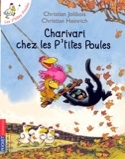 Christian Jolibois
Christian Heinrich
Charivari
chez les P'tites Poules